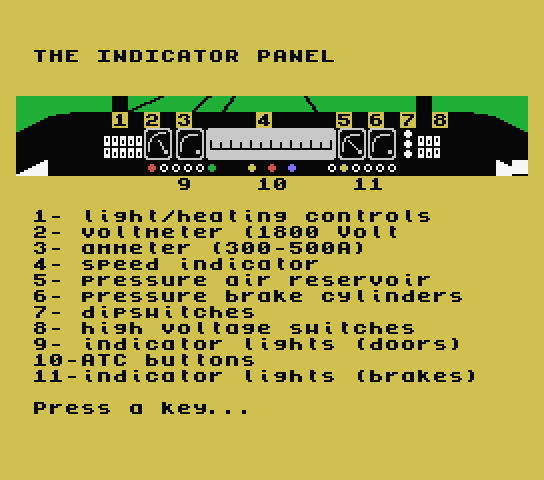 THE INDICATOR PANEL
1 2 3 4 5 6 7 8
9 10 11
1- light/heating controls
2- voltmeter (1800 Volt
3- ammeter (300-500A)
4- speed indicator
5- pressure air reservoir
6- pressure brake cylinders
7- dipswitches
8- high voltage switches
9- indicator lights (doors)
10-ATC buttons
11-indicator lights (brakes)
Press a key...